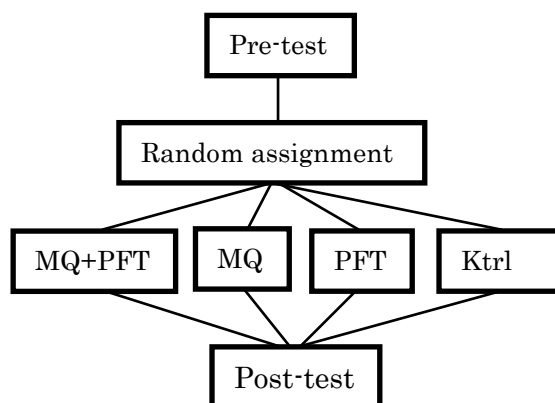 Pre-test
Random assignment
MQ+PFT
MQ
PFT
Ktrl
Post-test